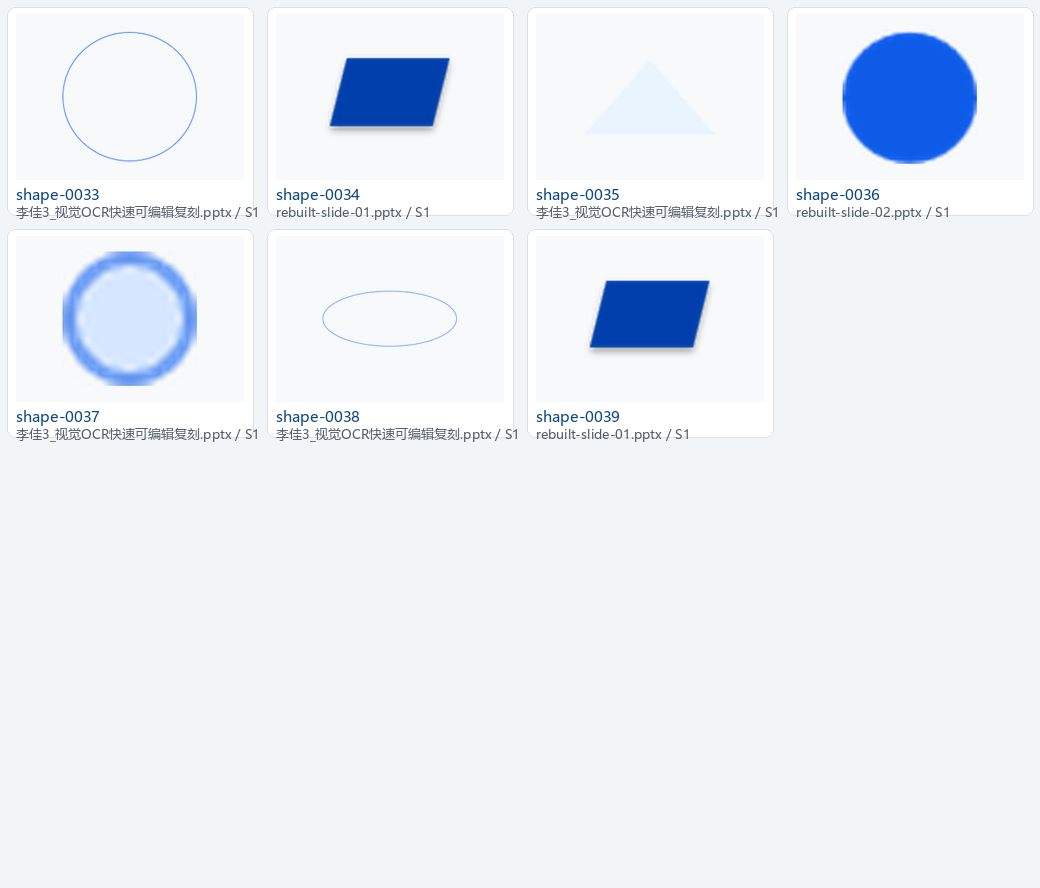 shape-0033
李佳3_视觉OCR快速可编辑复刻.pptx / S1
shape-0034
rebuilt-slide-01.pptx / S1
shape-0035
李佳3_视觉OCR快速可编辑复刻.pptx / S1
shape-0036
rebuilt-slide-02.pptx / S1
shape-0037
李佳3_视觉OCR快速可编辑复刻.pptx / S1
shape-0038
李佳3_视觉OCR快速可编辑复刻.pptx / S1
shape-0039
rebuilt-slide-01.pptx / S1